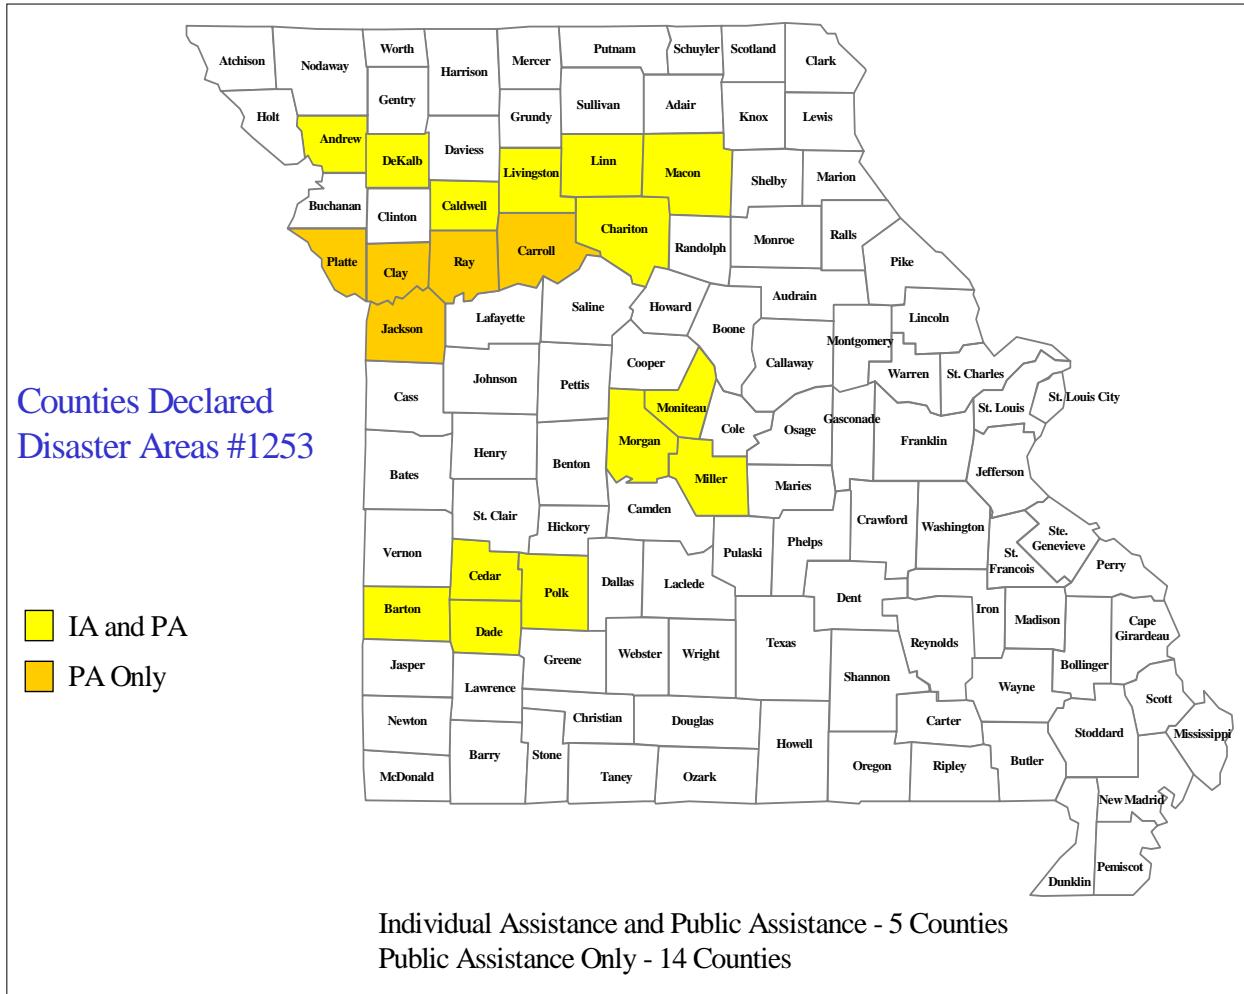 Atchison
Nodaway
Worth
Harrison
Mercer
Putnam
Schuyler
Scotland
Clark
Holt
Gentry
Grundy
Sullivan
Adair
Knox
Lewis
Andrew
DeKalb
Daviess
Livingston
Linn
Macon
Shelby
Marion
Buchanan
Clinton
Caldwell
Chariton
Randolph
Monroe
Ralls
Pike
Platte
Clay
Ray
Carroll
Jackson
Lafayette
Saline
Howard
Boone
Audrain
Montgomery
Lincoln
Cass
Johnson
Pettis
Cooper
Moniteau
Callaway
Warren
St. Charles
St. Louis
St. Louis City
Counties Declared
Disaster Areas #1253
Bates
Henry
Benton
Morgan
Miller
Cole
Osage
Gasconade
Franklin
Jefferson
Maries
Camden
St. Clair
Hickory
Vernon
Cedar
Polk
Dallas
Laclede
Pulaski
Phelps
Crawford
Washington
St.
Francois
Ste.
Genevieve
Perry
IA and PA
PA Only
Barton
Dade
Greene
Webster
Wright
Texas
Dent
Iron
Madison
Reynolds
Bollinger
Cape
Girardeau
Jasper
Lawrence
Shannon
Wayne
Scott
Mississippi
Newton
Christian
Douglas
Howell
Carter
Butler
Stoddard
McDonald
Barry
Stone
Taney
Ozark
Oregon
Ripley
New Madrid
Dunklin
Pemiscot
Individual Assistance and Public Assistance - 5 Counties
Public Assistance Only - 14 Counties